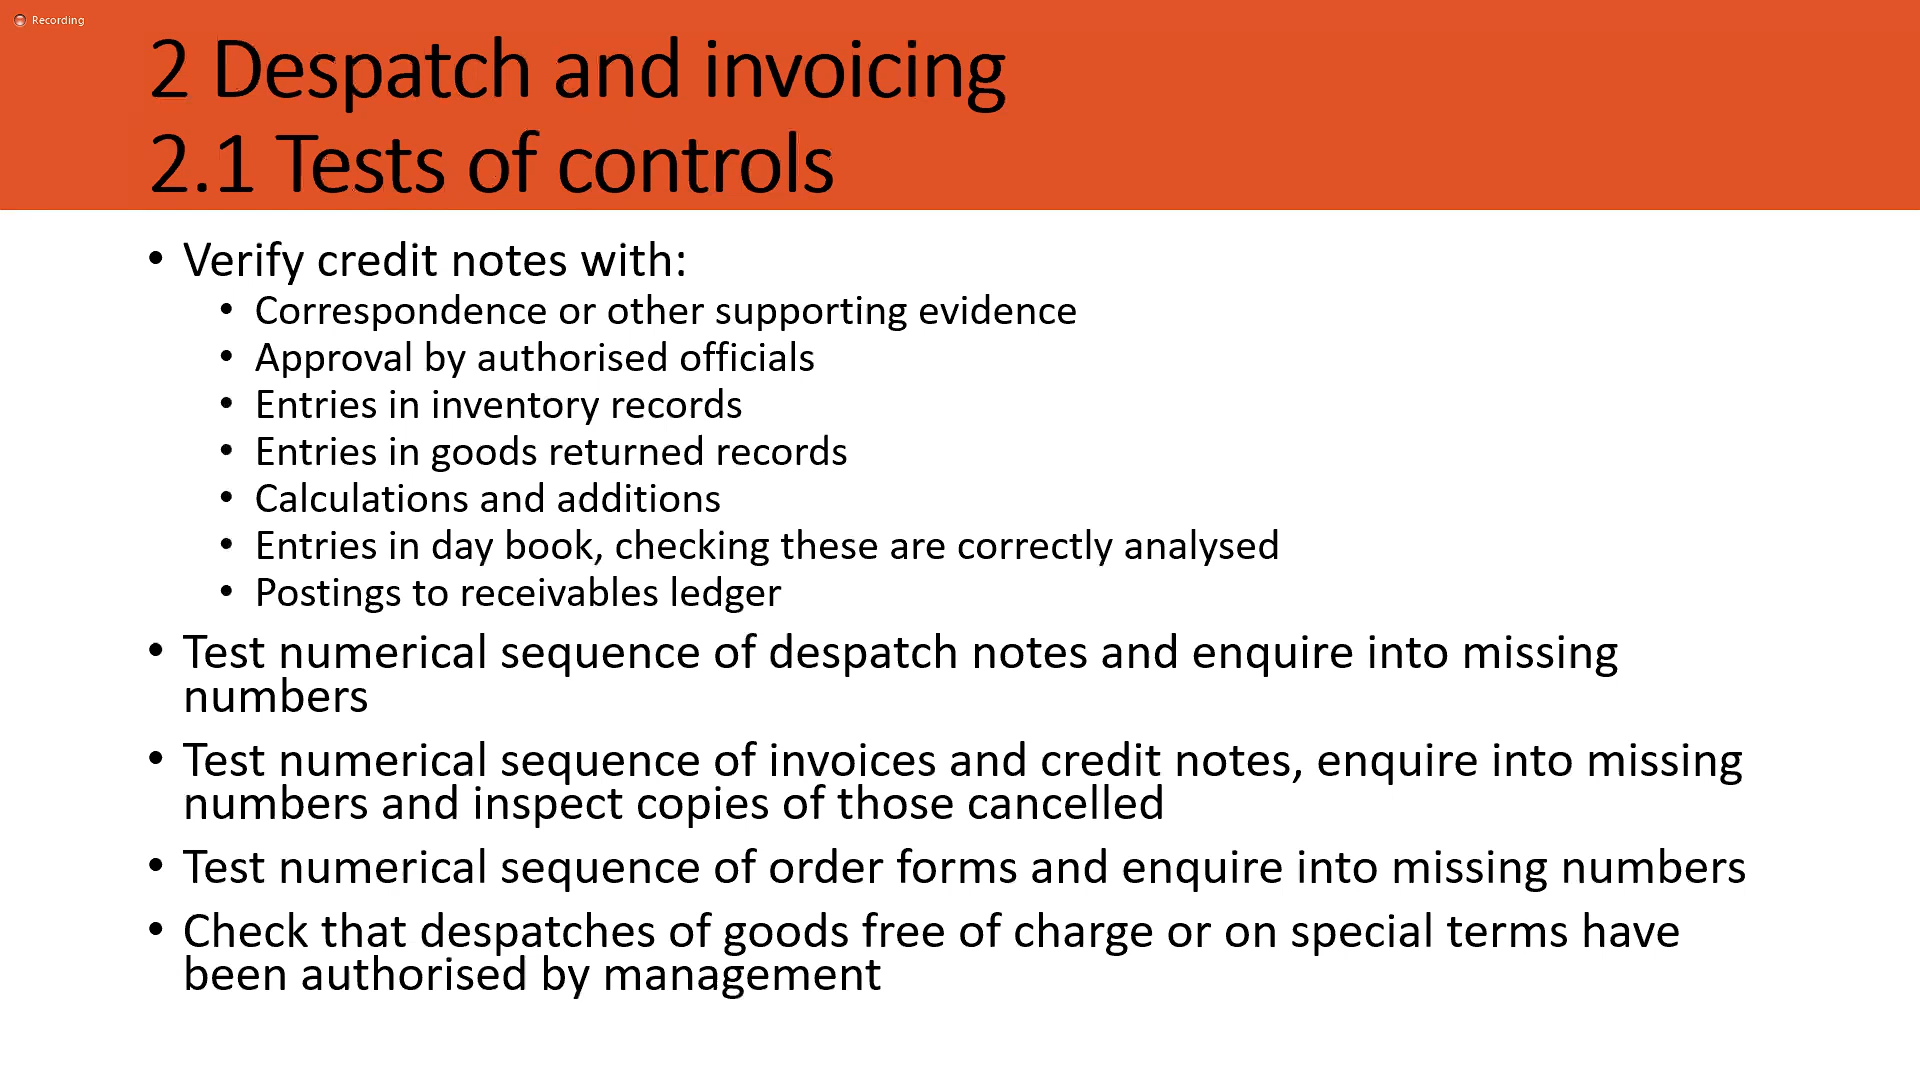 Recording
2 Despatch and invoicing
2.1 Tests of controls
• Verify credit notes with:
• Correspondence or other supporting evidence
• Approval by authorised officials
• Entries in inventory records
• Entries in goods returned records
• Calculations and additions
• Entries in day book, checking these are correctly analysed
• Postings to receivables ledger
• Test numerical sequence of despatch notes and enquire into missing
numbers
• Test numerical sequence of invoices and credit notes, enquire into missing
numbers and inspect copies of those cancelled
• Test numerical sequence of order forms and enquire into missing numbers
• Check that despatches of goods free of charge or on special terms have
been authorised by management